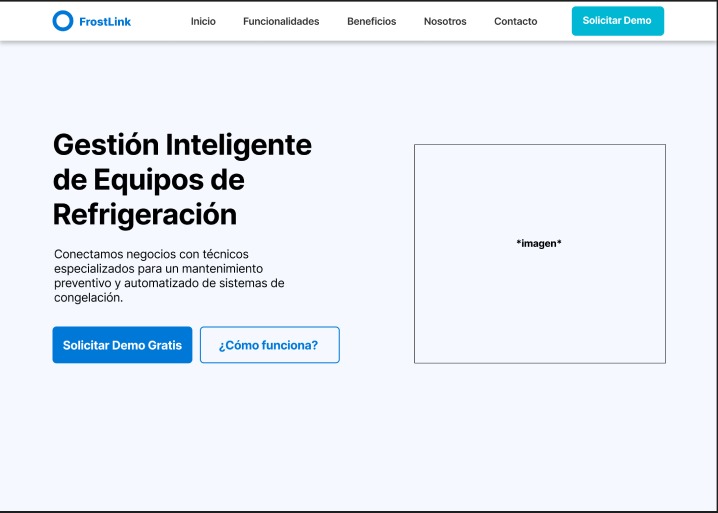 FrostLink
Inicio
Funcionalidades
Beneficios
Nosotros
Contacto
Solicitar Demo
Gestión Inteligente
de Equipos de
Refrigeración
Conectamos negocios con técnicos
especializados para un mantenimiento
preventivo y automatizado de sistemas de
congelación.
Solicitar Demo Gratis
¿Cómo funciona?
*imagen*